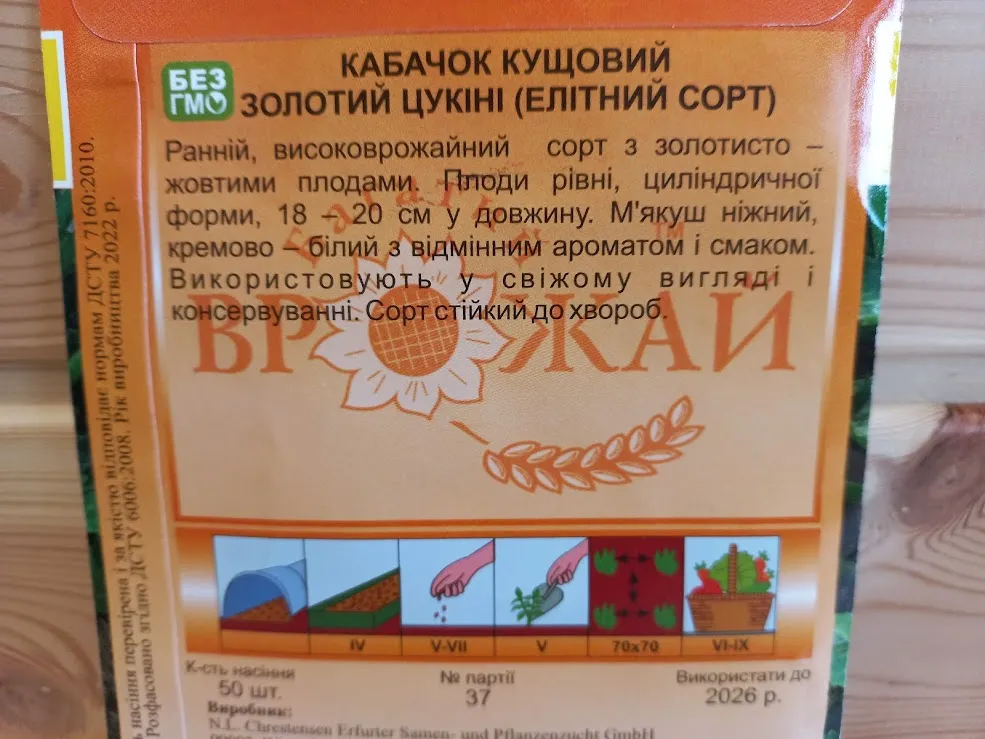 КАБАЧОК КУЩОВИЙ
ЗОЛОТИЙ ЦУКІНІ (ЕЛІТНИЙ СОРТ)
БЕЗ
ГМО
Ранній, високоврожайний сорт з золотисто –
жовтими плодами. Плоди рівні, циліндричної
форми, 18 – 20 см у довжину. М'якуш ніжний,
кремово – білий з відмінним ароматом і смаком.
Використовують у свіжому вигляді і
консервуванні. Сорт стійкий до хвороб.
Багатий
ВРОЖАЙ
TM
IV
V-VII
V
70x70
VI-IX
К-сть насіння
50 шт.
№ партії
37
Використати до
2026 р.
Виробник:
N.L. Chrestensen Erfurter Samen- und Pflanzenzucht GmbH
насіння перевірена і за якістю відповідає нормам ДСТУ 7160:2010.
Розфасовано згідно ДСТУ 6006:2008. Рік виробництва 2022 р.